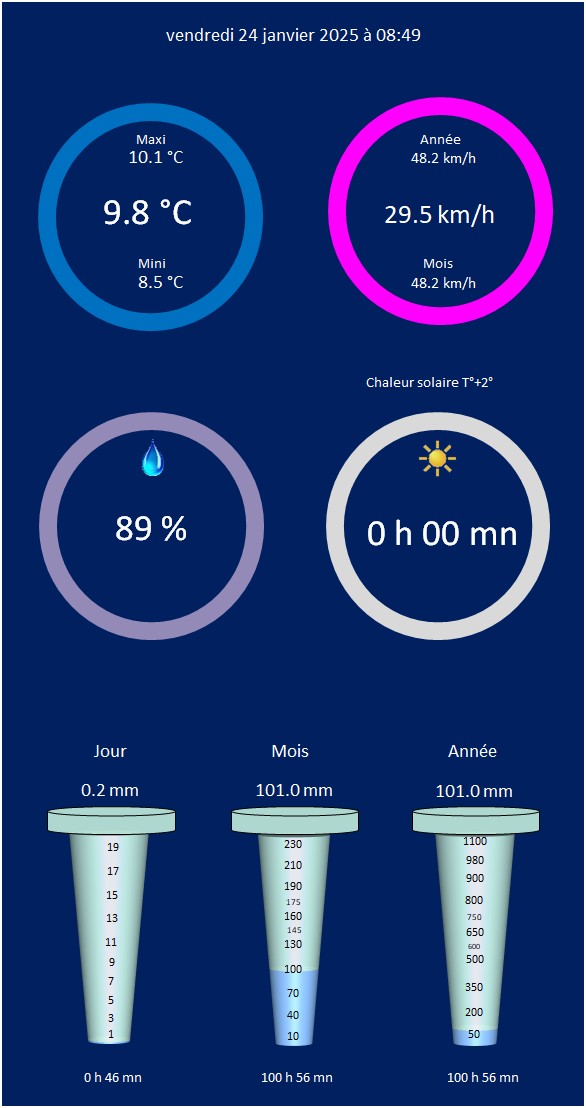 vendredi 24 janvier 2025 à 08:49
Maxi
10.1 °C
9.8 °C
Mini
8.5 °C
Année
48.2 km/h
29.5 km/h
Mois
48.2 km/h
Chaleur solaire T°+2°
89 %
0 h 00 mn
Jour
0.2 mm
19
17
15
13
11
9
7
5
3
1
0 h 46 mn
Mois
101.0 mm
230
210
190
175
160
145
130
100
70
40
10
100 h 56 mn
Année
101.0 mm
1100
980
900
800
750
650
600
500
350
200
50
100 h 56 mn